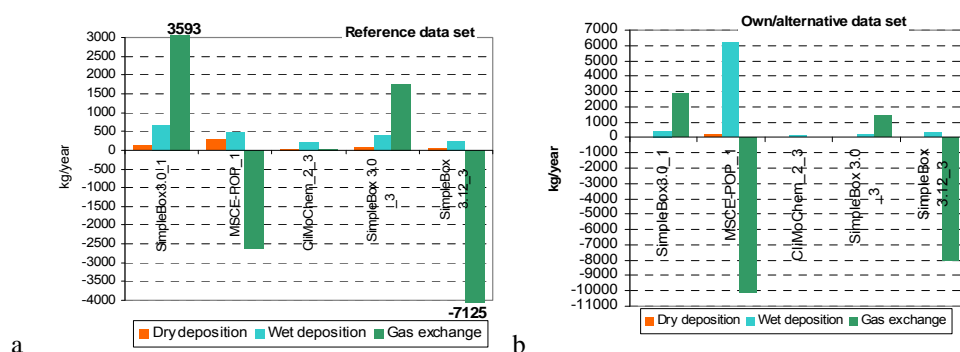 3593
Reference data set
3000
2500
2000
1500
1000
500
0
-500
-1000
-1500
-2000
-2500
-3000
-3500
-4000
kg/year
SimpleBox3.0_1
MSCE-POP_1
CliMoChem_2_3
SimpleBox 3.0
_3
SimpleBox
3.12_3
-7125
Dry deposition Wet deposition Gas exchange
a
Own/alternative data set
7000
6000
5000
4000
3000
2000
1000
0
-1000
-2000
-3000
-4000
-5000
-6000
-7000
-8000
-9000
-10000
-11000
kg/year
SimpleBox3.0_1
MSCE-POP_1
CliMoChem_2_3
SimpleBox 3.0
_3
SimpleBox
3.12_3
Dry deposition Wet deposition Gas exchange
b